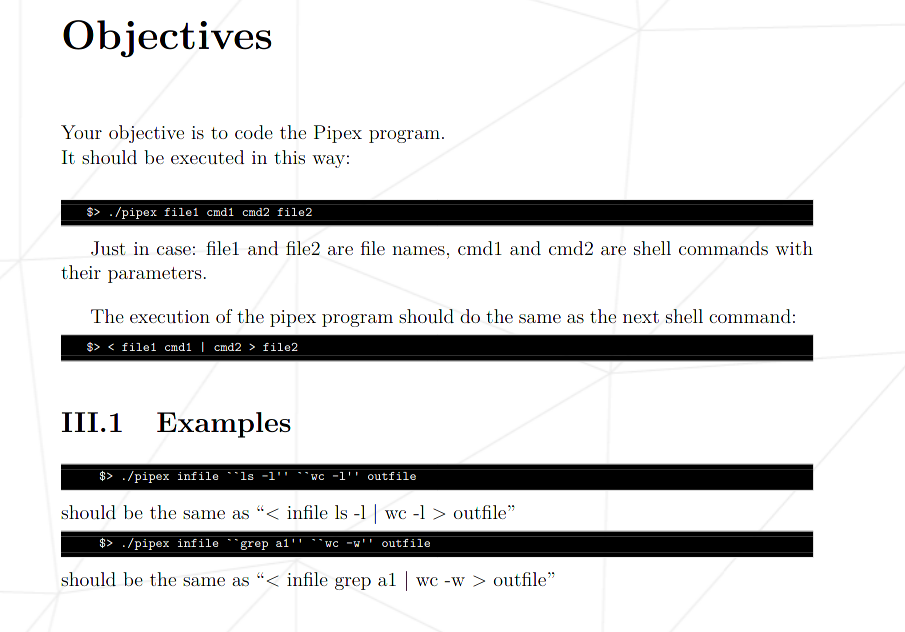 Objectives
Your objective is to code the Pipex program.
It should be executed in this way:
$> ./pipex file1 cmd1 cmd2 file2
Just in case: file1 and file2 are file names, cmd1 and cmd2 are shell commands with
their parameters.
The execution of the pipex program should do the same as the next shell command:
$> < file1 cmd1 | cmd2 > file2
III.1 Examples
$> ./pipex infile ``ls -l'' ``wc -l'' outfile
should be the same as “< infile ls -l | wc -l > outfile”
$> ./pipex infile ``grep a1'' ``wc -w'' outfile
should be the same as “< infile grep a1 | wc -w > outfile”